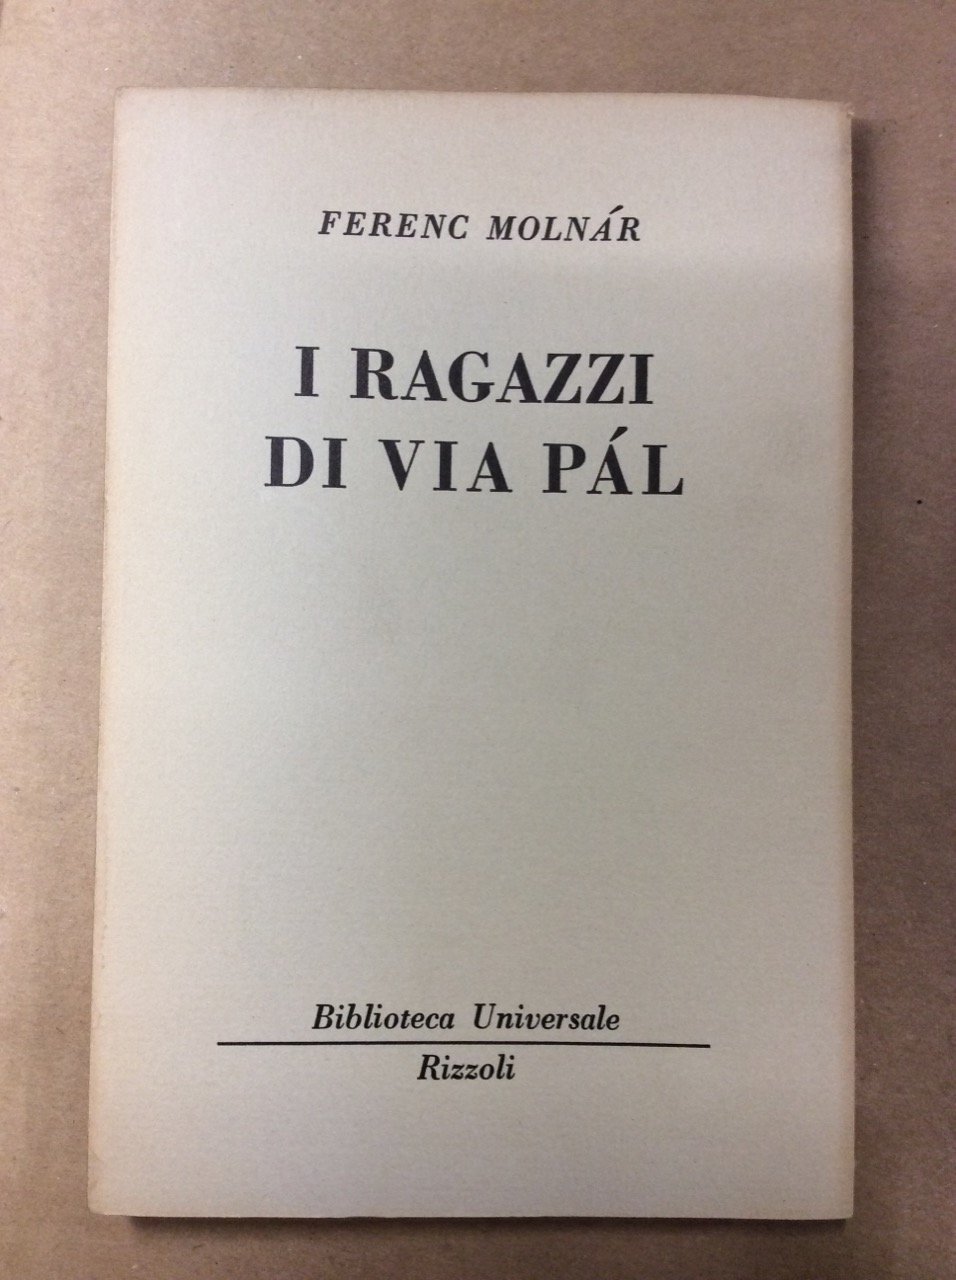 FERENC MOLNÁR
I RAGAZZI
DI VIA PÁL
Biblioteca Universale
Rizzoli